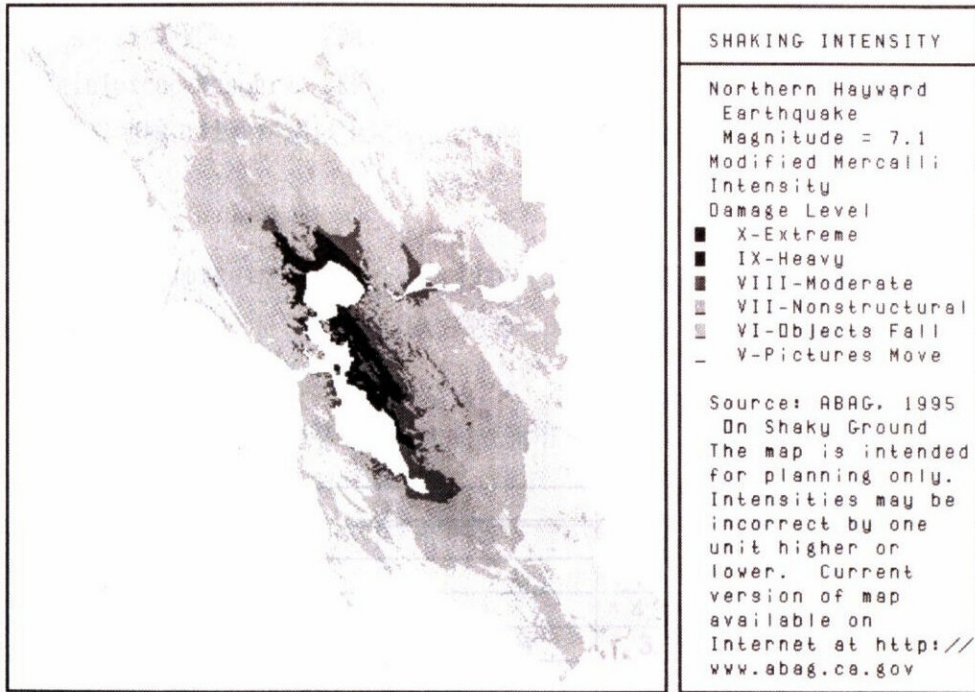 SHAKING INTENSITY
Northern Hayward
Earthquake
Magnitude = 7.1
Modified Mercalli
Intensity
Damage Level
X-Extreme
IX-Heavy
VIII-Moderate
VII-Nonstructural
VI-Objects Fall
V-Pictures Move
Source: ABAG, 1995
On Shaky Ground
The map is intended
for planning only.
Intensities may be
incorrect by one
unit higher or
lower. Current
version of map
available on
Internet at http://
www.abag.ca.gov